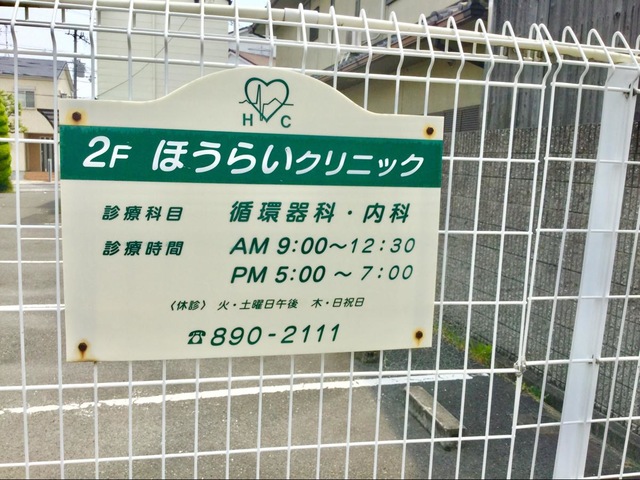 H C
2F ほうらいクリニック
診療科目 循環器科・内科
診療時間 AM 9:00～12:30
PM 5:00～7:00
〈休診〉 火・土曜日午後 木・日祝日
☎890-2111